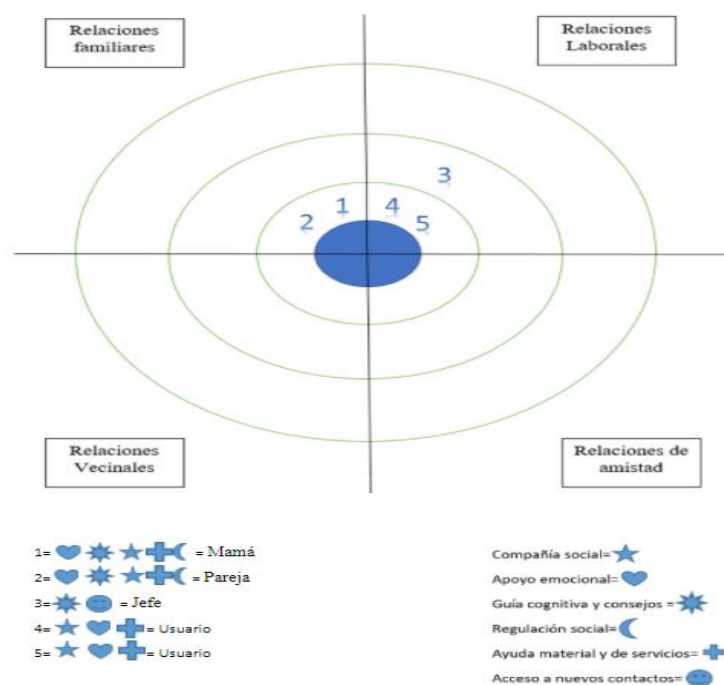 Relaciones
familiares
Relaciones
Laborales
3
1
4
2
5
Relaciones
Vecinales
Relaciones de
amistad
1= = Mamá
2= = Pareja
3= = Jefe
4= = Usuario
5= = Usuario
Compañía social=
Apoyo emocional=
Guía cognitiva y consejos =
Regulación social=
Ayuda material y de servicios=
Acceso a nuevos contactos=